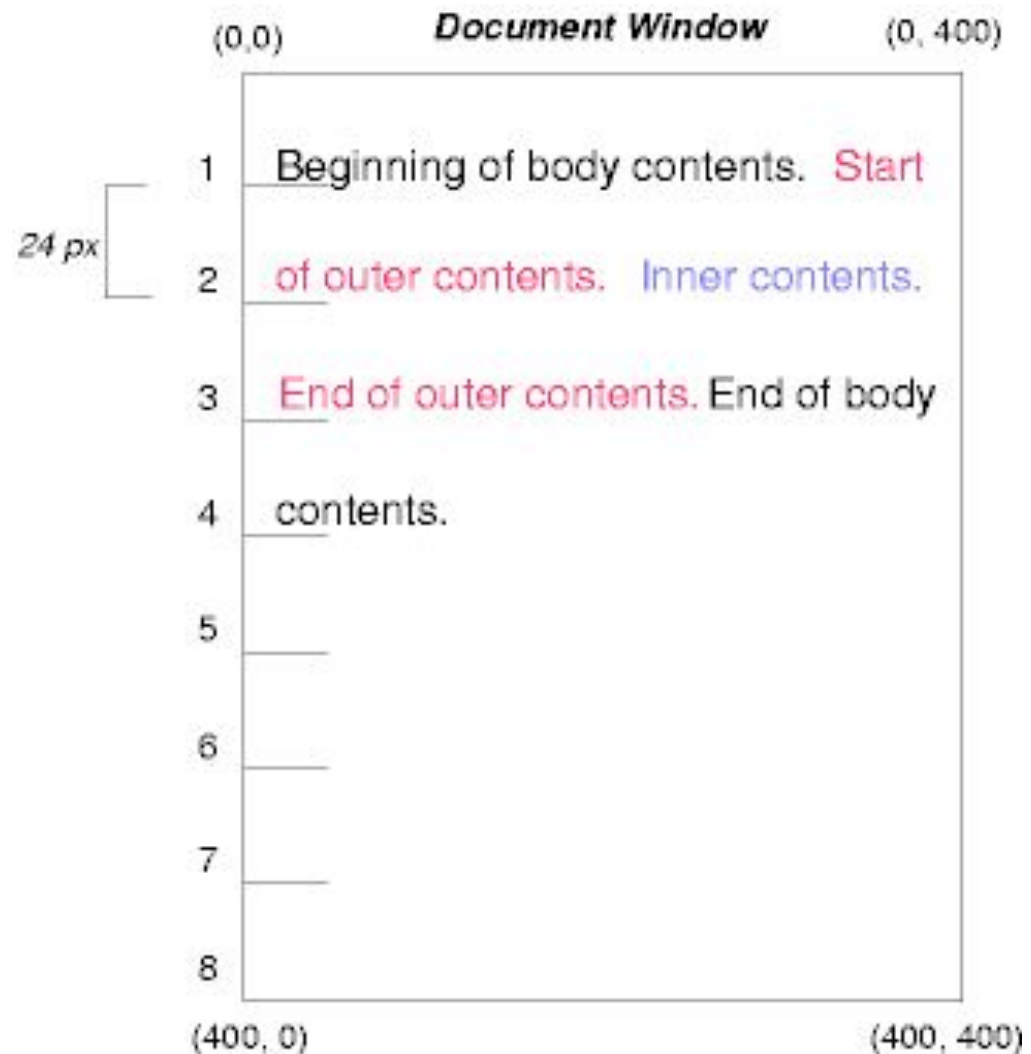 Document Window
(0,0) (0, 400)
1 Beginning of body contents. Start
24 px
2 of outer contents. Inner contents.
3 End of outer contents. End of body
4 contents.
5
6
7
8
(400, 0) (400, 400)